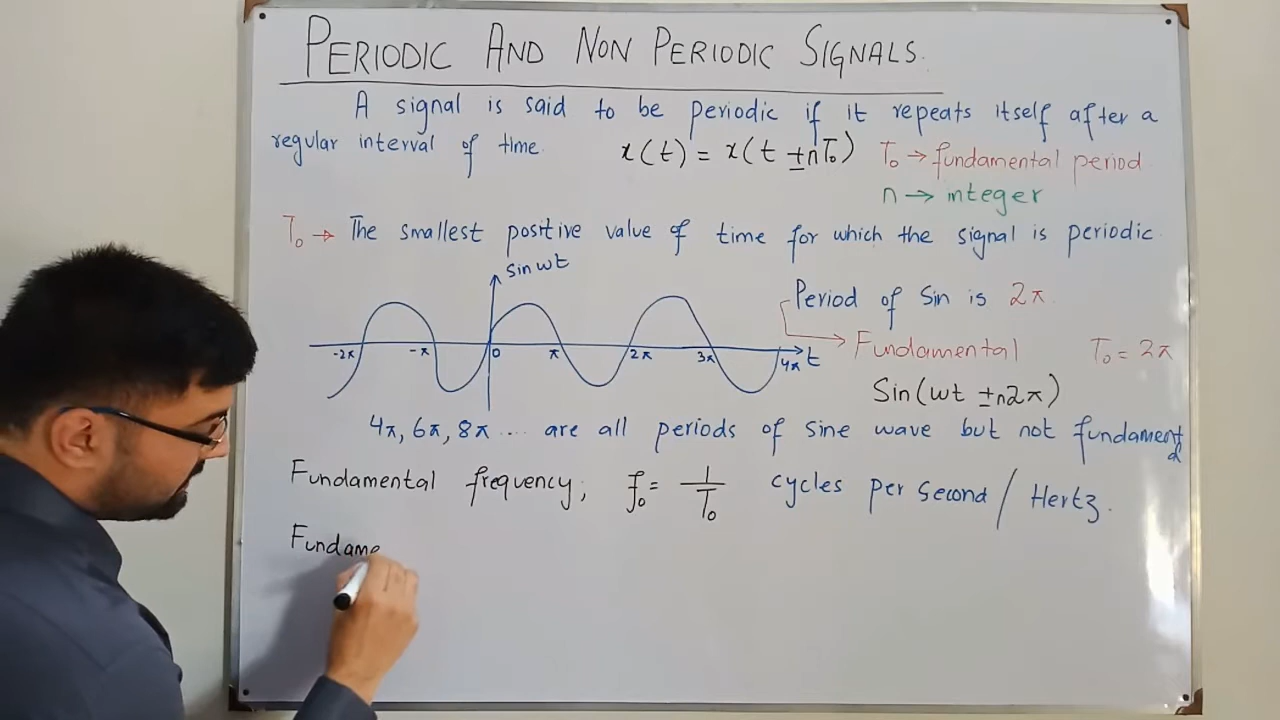 PERIODIC AND NON PERIODIC SIGNALS.
A signal is said to be periodic if it repeats itself after a
regular interval of time. x(t) = x(t ±nT₀) T₀ → fundamental period
n → integer
T₀ → The smallest positive value of time for which the signal is periodic.
sin wt
Period of Sin is 2π.
-2π -π 0 π 2π 3π 4π t
Fundamental T₀ = 2π
Sin(wt ±n2π)
4π, 6π, 8π .... are all periods of sine wave but not fundamental
Fundamental frequency; f₀ = 1/T₀ cycles per second / Hertz.
Fundame